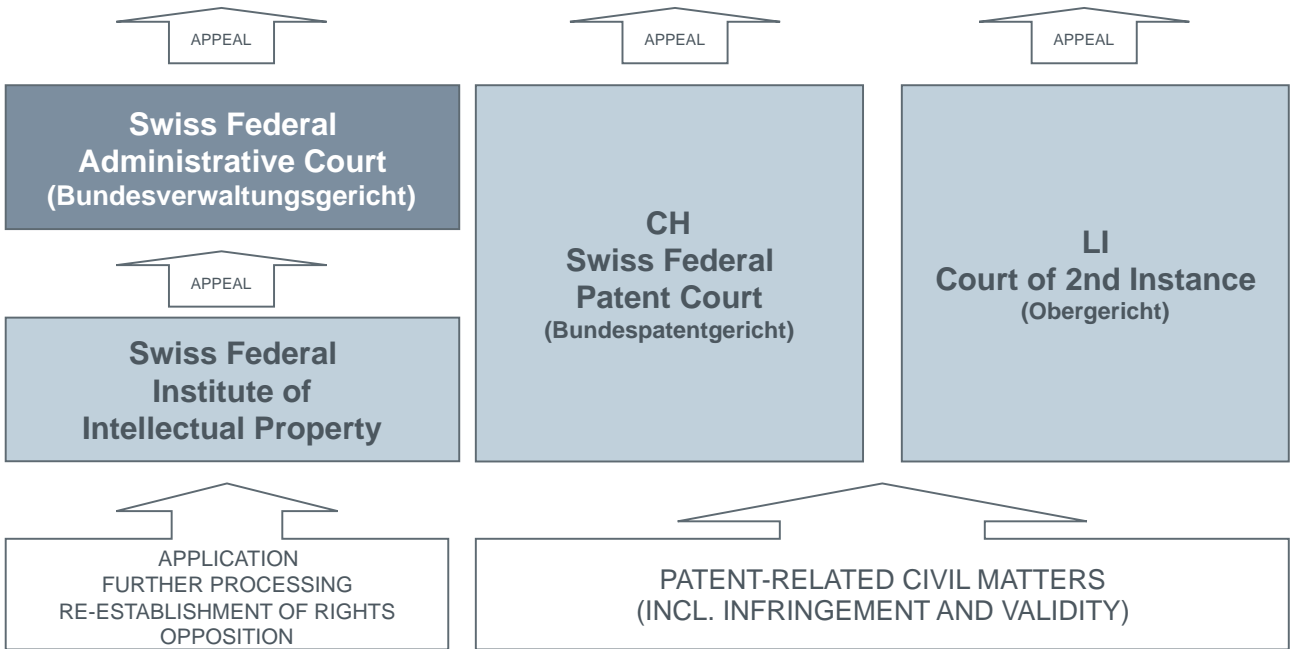 APPEAL
APPEAL
APPEAL
Swiss Federal
Administrative Court
(Bundesverwaltungsgericht)
APPEAL
Swiss Federal
Institute of
Intellectual Property
CH
Swiss Federal
Patent Court
(Bundespatentgericht)
LI
Court of 2nd Instance
(Obergericht)
APPLICATION
FURTHER PROCESSING
RE-ESTABLISHMENT OF RIGHTS
OPPOSITION
PATENT-RELATED CIVIL MATTERS
(INCL. INFRINGEMENT AND VALIDITY)